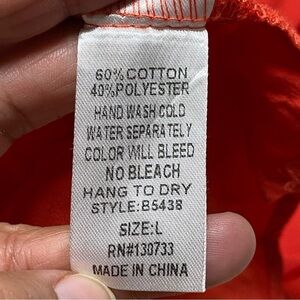 60% COTTON
40% POLYESTER
HAND WASH COLD
WATER SEPARATELY
COLOR WILL BLEED
NO BLEACH
HANG TO DRY
STYLE:B5438
SIZE:L
RN#130733
MADE IN CHINA